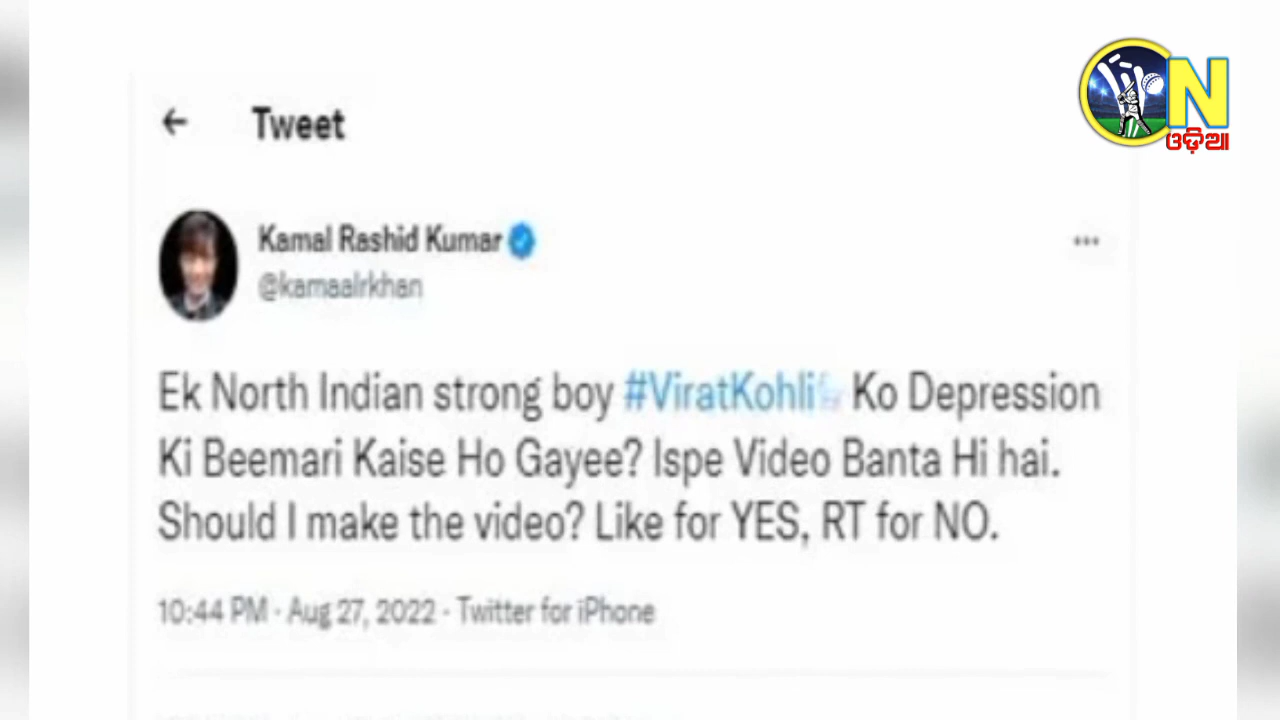 N
ଓଡ଼ିଆ
Tweet
Kamal Rashid Kumar
@kamaalrkhan
Ek North Indian strong boy #ViratKohli Ko Depression
Ki Beemari Kaise Ho Gayee? Ispe Video Banta Hi hai.
Should I make the video? Like for YES, RT for NO.
10:44 PM · Aug 27, 2022 · Twitter for iPhone